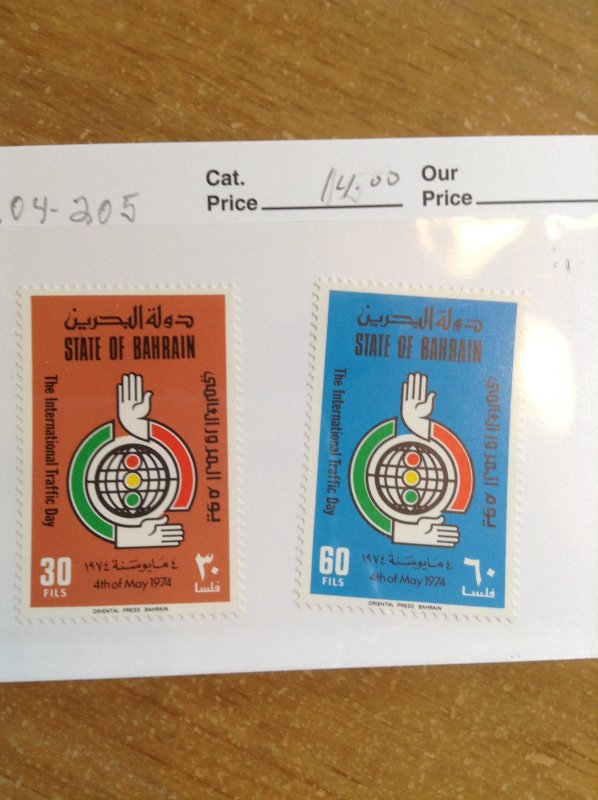 Cat.
Price 14.00
Our
Price
04-205
دولة البحرين
STATE OF BAHRAIN
The International Traffic Day
يوم المرور العالمي
٤ مايو سنة ١٩٧٤
4th of May 1974
30
FILS
٣٠
فلسا
ORIENTAL PRESS BAHRAIN
دولة البحرين
STATE OF BAHRAIN
The International Traffic Day
يوم المرور العالمي
٤ مايو سنة ١٩٧٤
4th of May 1974
60
FILS
٦٠
فلسا
ORIENTAL PRESS BAHRAIN